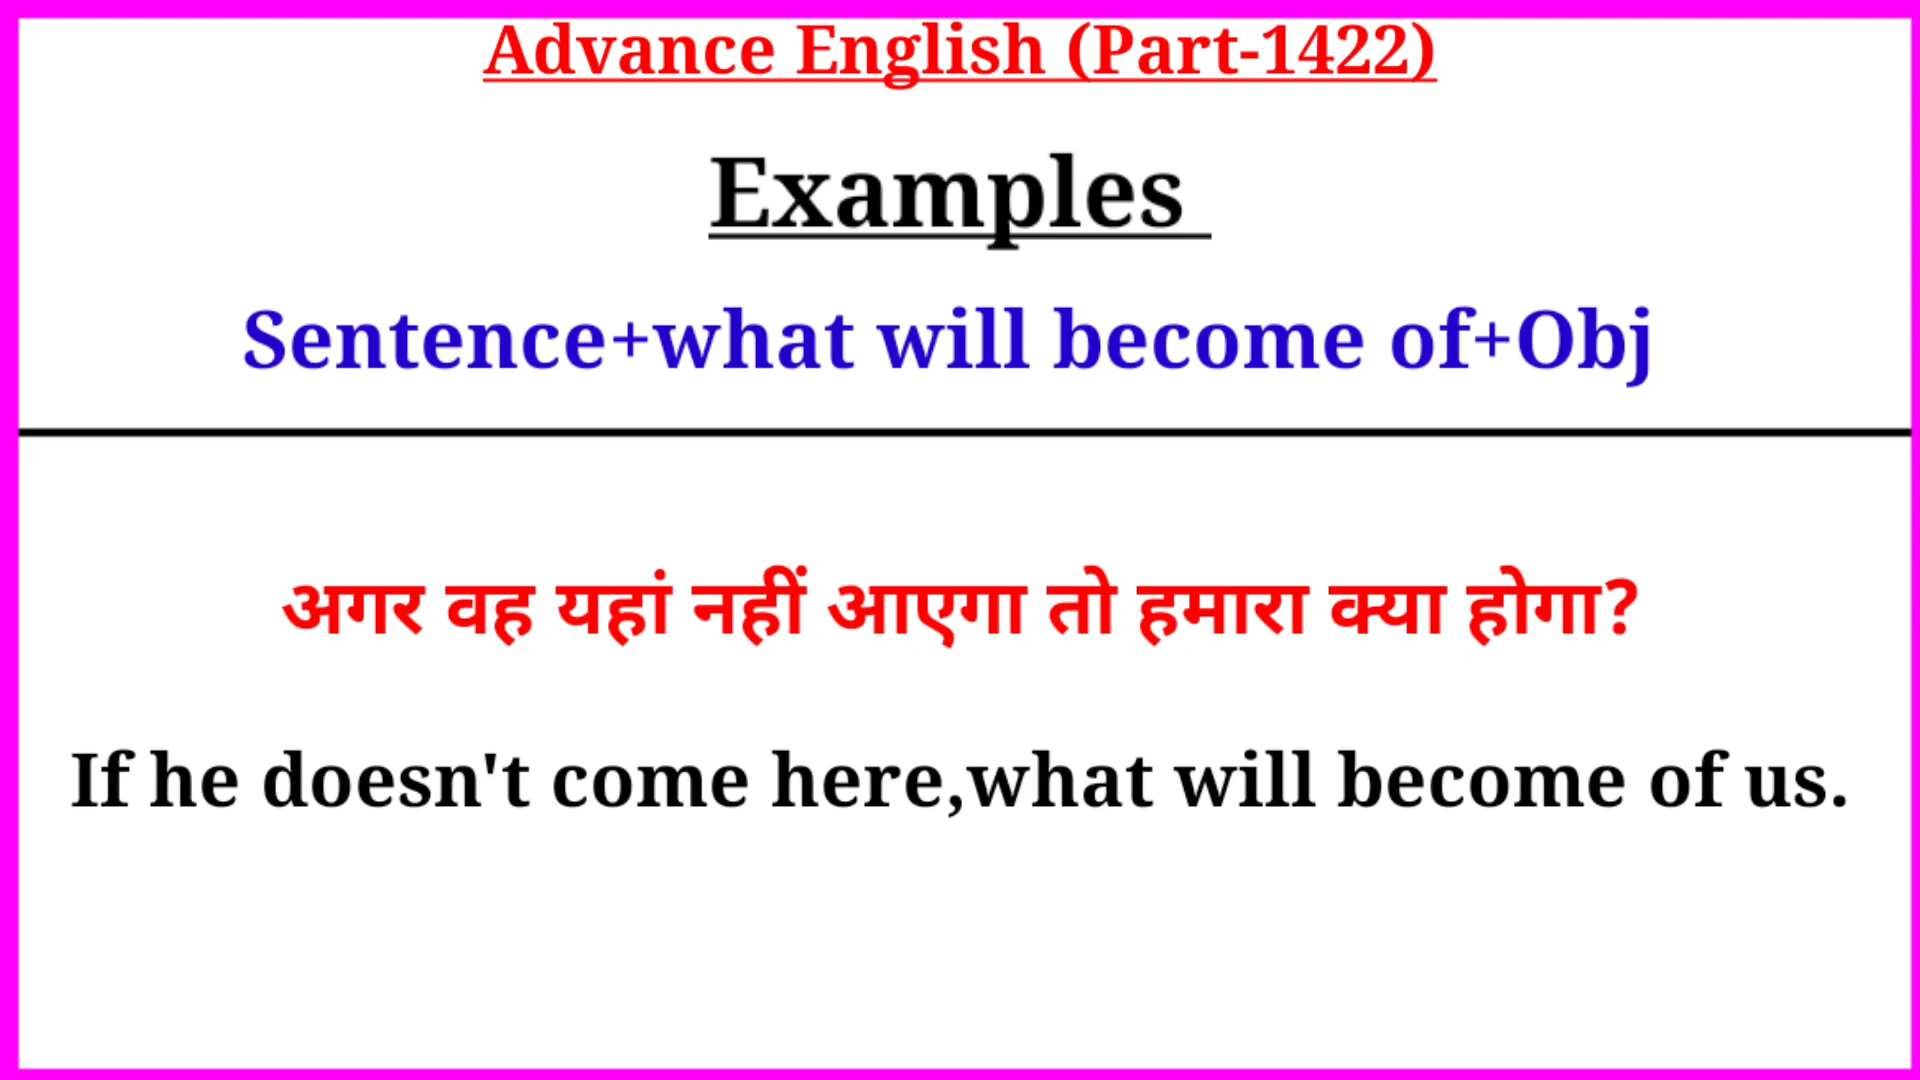 Advance English (Part-1422)
Examples
Sentence+what will become of+Obj
अगर वह यहां नहीं आएगा तो हमारा क्या होगा?
If he doesn't come here,what will become of us.